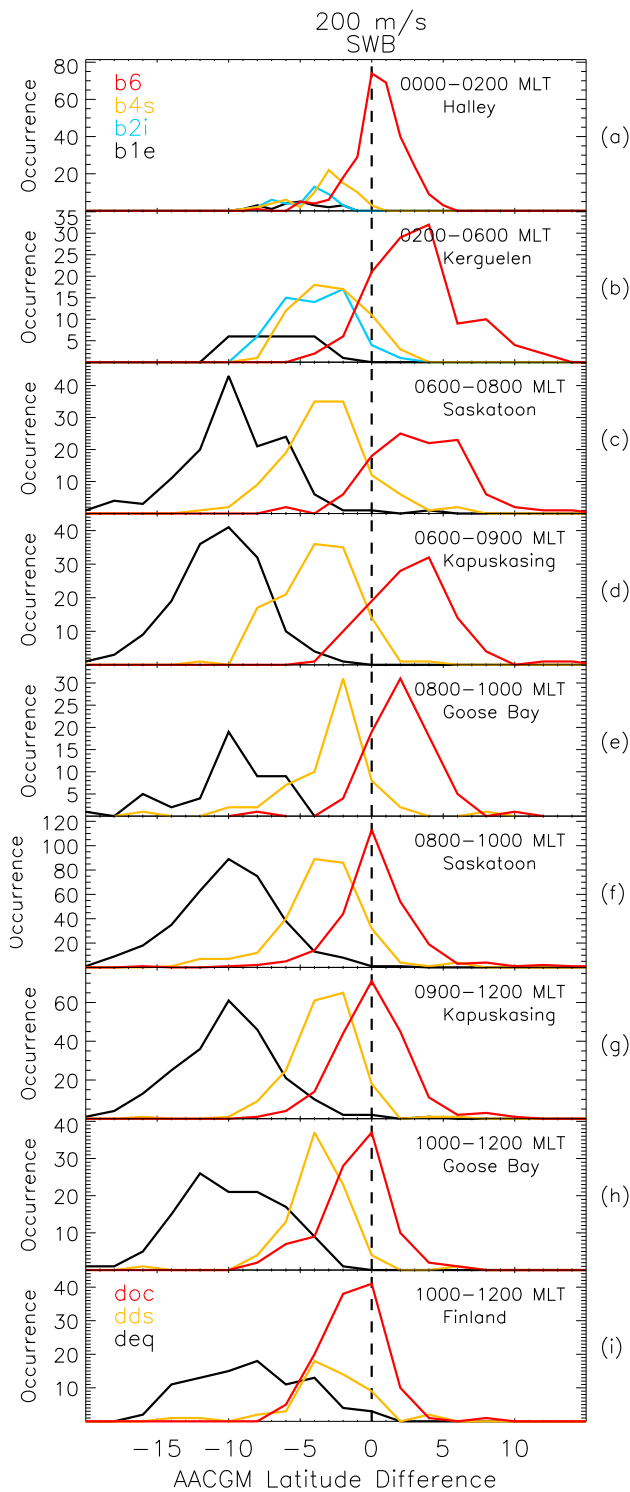 200 m/s
SWB
80
60
40
20
Occurrence
b6
b4s
b2i
b1e
0000−0200 MLT
Halley
(a)
35
30
25
20
15
10
5
Occurrence
0200−0600 MLT
Kerguelen
(b)
40
30
20
10
Occurrence
0600−0800 MLT
Saskatoon
(c)
40
30
20
10
Occurrence
0600−0900 MLT
Kapuskasing
(d)
30
25
20
15
10
5
Occurrence
0800−1000 MLT
Goose Bay
(e)
120
100
80
60
40
20
Occurrence
0800−1000 MLT
Saskatoon
(f)
60
40
20
Occurrence
0900−1200 MLT
Kapuskasing
(g)
40
30
20
10
Occurrence
1000−1200 MLT
Goose Bay
(h)
40
30
20
10
Occurrence
doc
dds
deq
1000−1200 MLT
Finland
(i)
−15 −10 −5 0 5 10
AACGM Latitude Difference